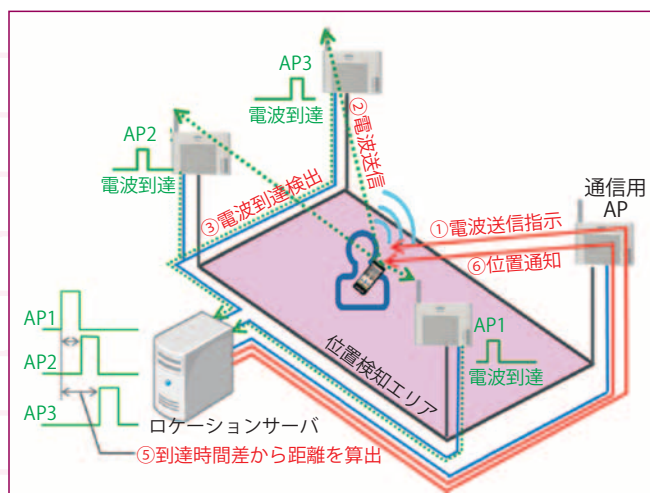 AP3
電波到達
②電波送信
AP2
電波到達
③電波到達検出
通信用
AP
①電波送信指示
⑥位置通知
AP1
電波到達
位置検知エリア
AP1
AP2
AP3
ロケーションサーバ
⑤到達時間差から距離を算出